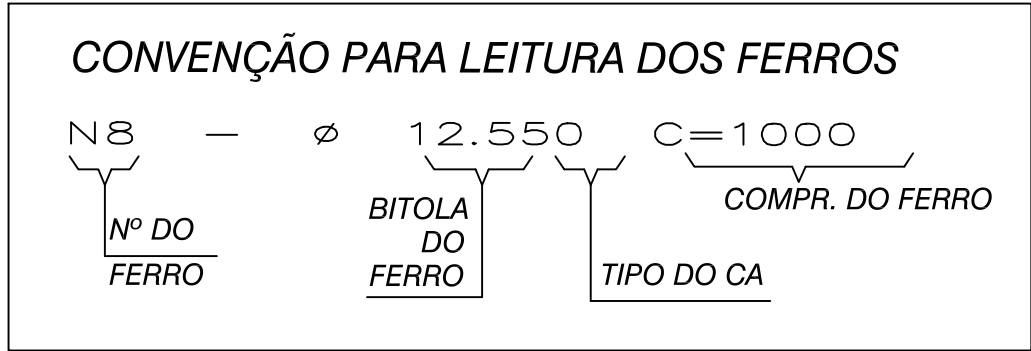 CONVENÇÃO PARA LEITURA DOS FERROS
N8 – ø 12.550 C=1000
Nº DO
FERRO
BITOLA
DO
FERRO
TIPO DO CA
COMPR. DO FERRO